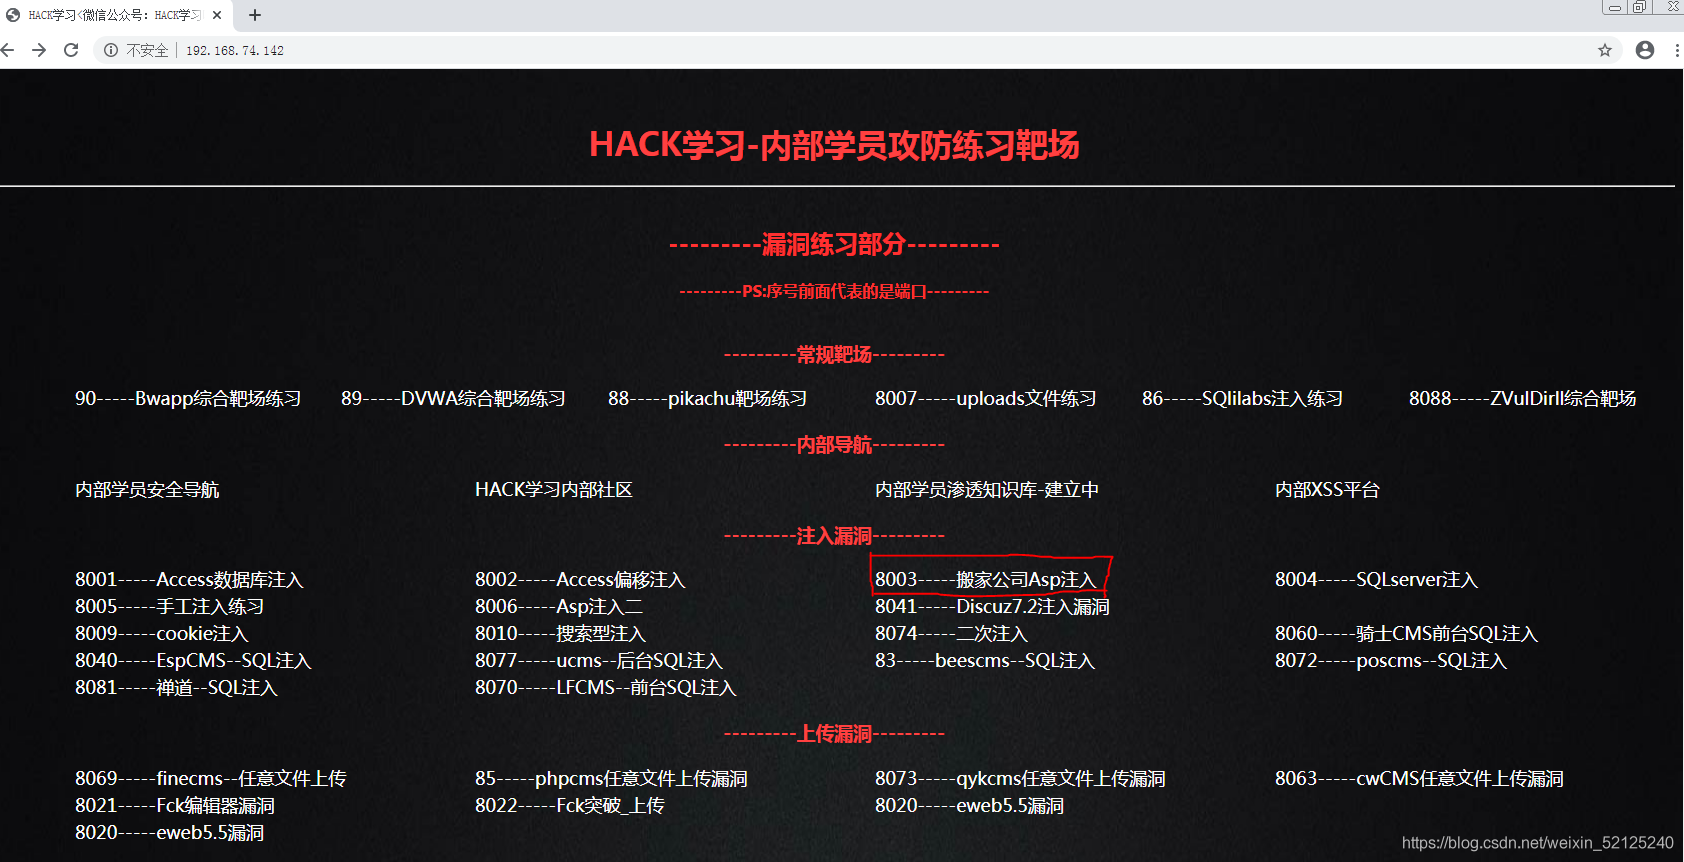 HACK学习<微信公众号：HACK学习
不安全
192.168.74.142
HACK学习-内部学员攻防练习靶场
---------漏洞练习部分---------
---------PS:序号前面代表的是端口---------
---------常规靶场---------
90-----Bwapp综合靶场练习 89-----DVWA综合靶场练习 88-----pikachu靶场练习 8007-----uploads文件练习 86-----SQlilabs注入练习 8088-----ZVulDirll综合靶场
---------内部导航---------
内部学员安全导航 HACK学习内部社区 内部学员渗透知识库-建立中 内部XSS平台
---------注入漏洞---------
8001-----Access数据库注入 8002-----Access偏移注入 8003-----搬家公司Asp注入 8004-----SQLserver注入
8005-----手工注入练习 8006-----Asp注入二 8041-----Discuz7.2注入漏洞
8009-----cookie注入 8010-----搜索型注入 8074-----二次注入 8060-----骑士CMS前台SQL注入
8040-----EspCMS--SQL注入 8077-----ucms--后台SQL注入 83-----beescms--SQL注入 8072-----poscms--SQL注入
8081-----禅道--SQL注入 8070-----LFCMS--前台SQL注入
---------上传漏洞---------
8069-----finecms--任意文件上传 85-----phpcms任意文件上传漏洞 8073-----qykcms任意文件上传漏洞 8063-----cwCMS任意文件上传漏洞
8021-----Fck编辑器漏洞 8022-----Fck突破_上传 8020-----eweb5.5漏洞
8020-----eweb5.5漏洞
https://blog.csdn.net/weixin_52125240